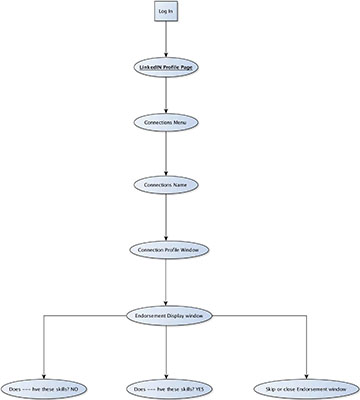 Log In
LinkedIN Profile Page
Connections Menu
Connections Name
Connection Profile Window
Endorsement Display window
Does --- hve these skills? NO
Does --- hve these skills? YES
Skip or close Endorsement window